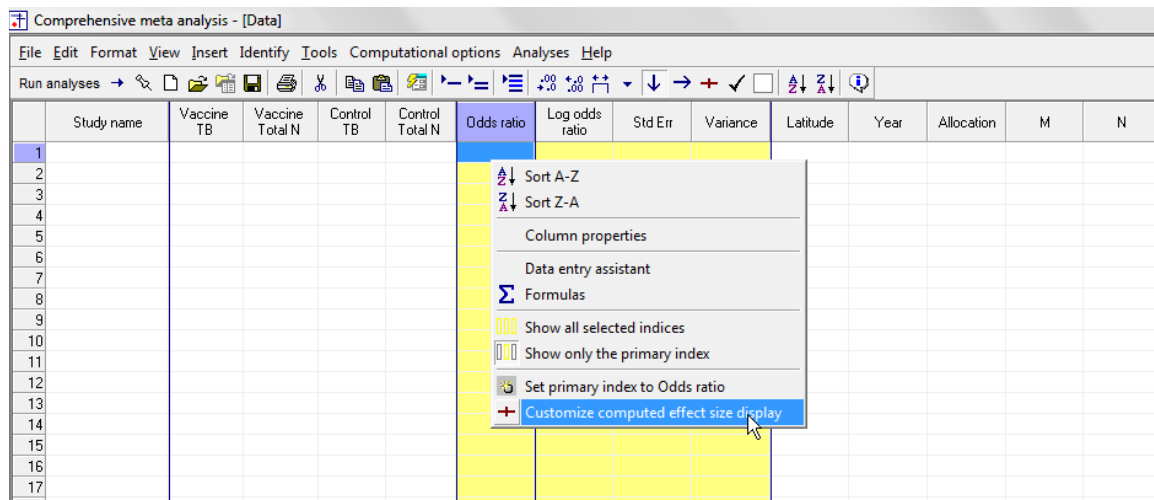 Comprehensive meta analysis - [Data]
File Edit Format View Insert Identify Tools Computational options Analyses Help
Run analyses
Study name
Vaccine TB
Vaccine Total N
Control TB
Control Total N
Odds ratio
Log odds ratio
Std Err
Variance
Latitude
Year
Allocation
M
N
1
2
3
4
5
6
7
8
9
10
11
12
13
14
15
16
17
Sort A-Z
Sort Z-A
Column properties
Data entry assistant
Σ Formulas
Show all selected indices
Show only the primary index
Set primary index to Odds ratio
Customize computed effect size display